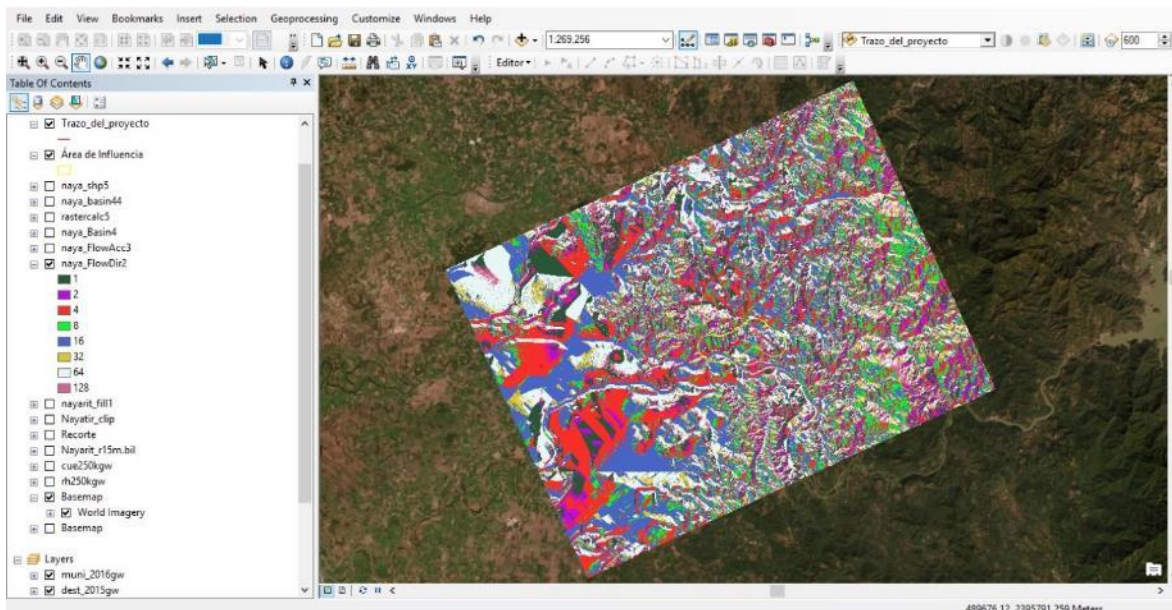 File Edit View Bookmarks Insert Selection Geoprocessing Customize Windows Help
1:269,256 Trazo_del_proyecto 600
Editor
Table Of Contents
Trazo_del_proyecto
Área de Influencia
naya_shp5
naya_basin44
rastercalc5
naya_Basin4
naya_FlowAcc3
naya_FlowDir2
1
2
4
8
16
32
64
128
nayarit_fill1
Nayatir_clip
Recorte
Nayarit_r15m.bil
cue250kgw
rh250kgw
Basemap
World Imagery
Basemap
Layers
muni_2016gw
dest_2015gw
489676.12 2395791.259 Meters